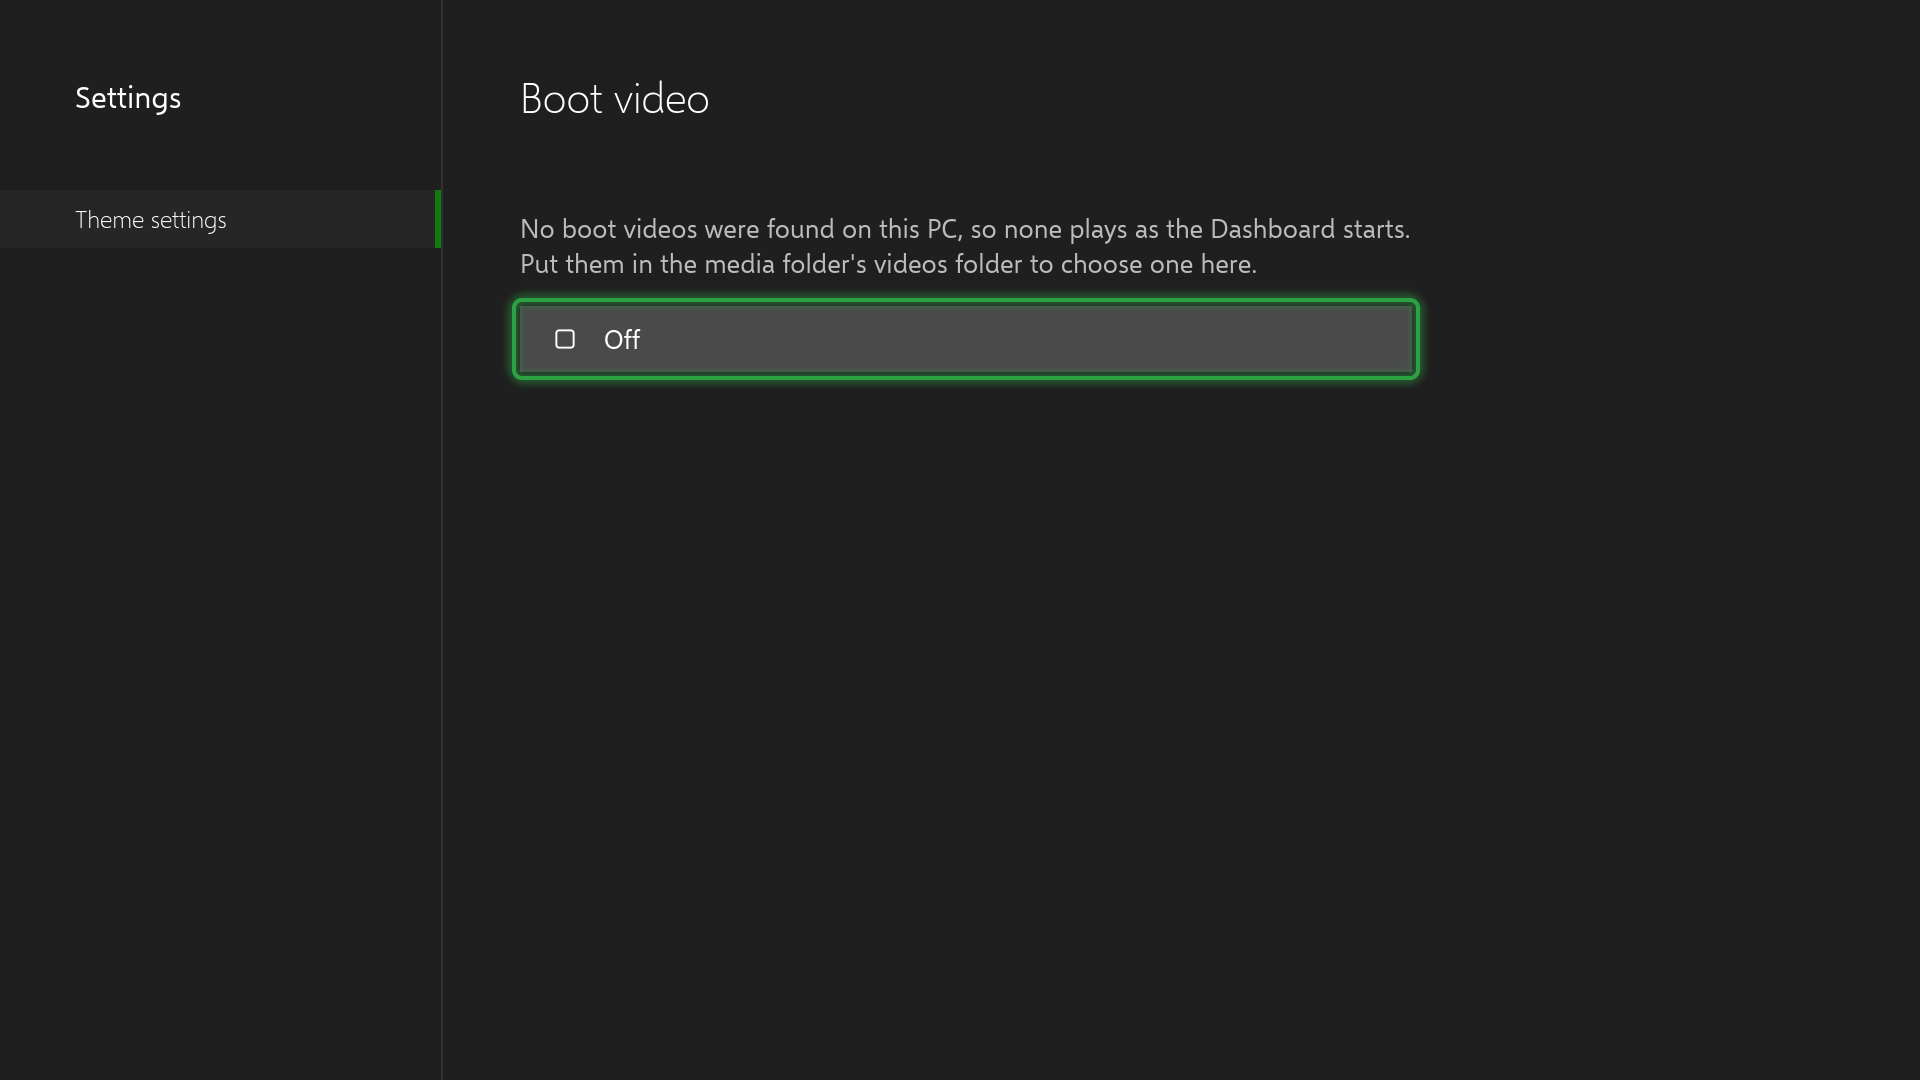 Settings
Theme settings
Boot video
No boot videos were found on this PC, so none plays as the Dashboard starts.
Put them in the media folder's videos folder to choose one here.
Off